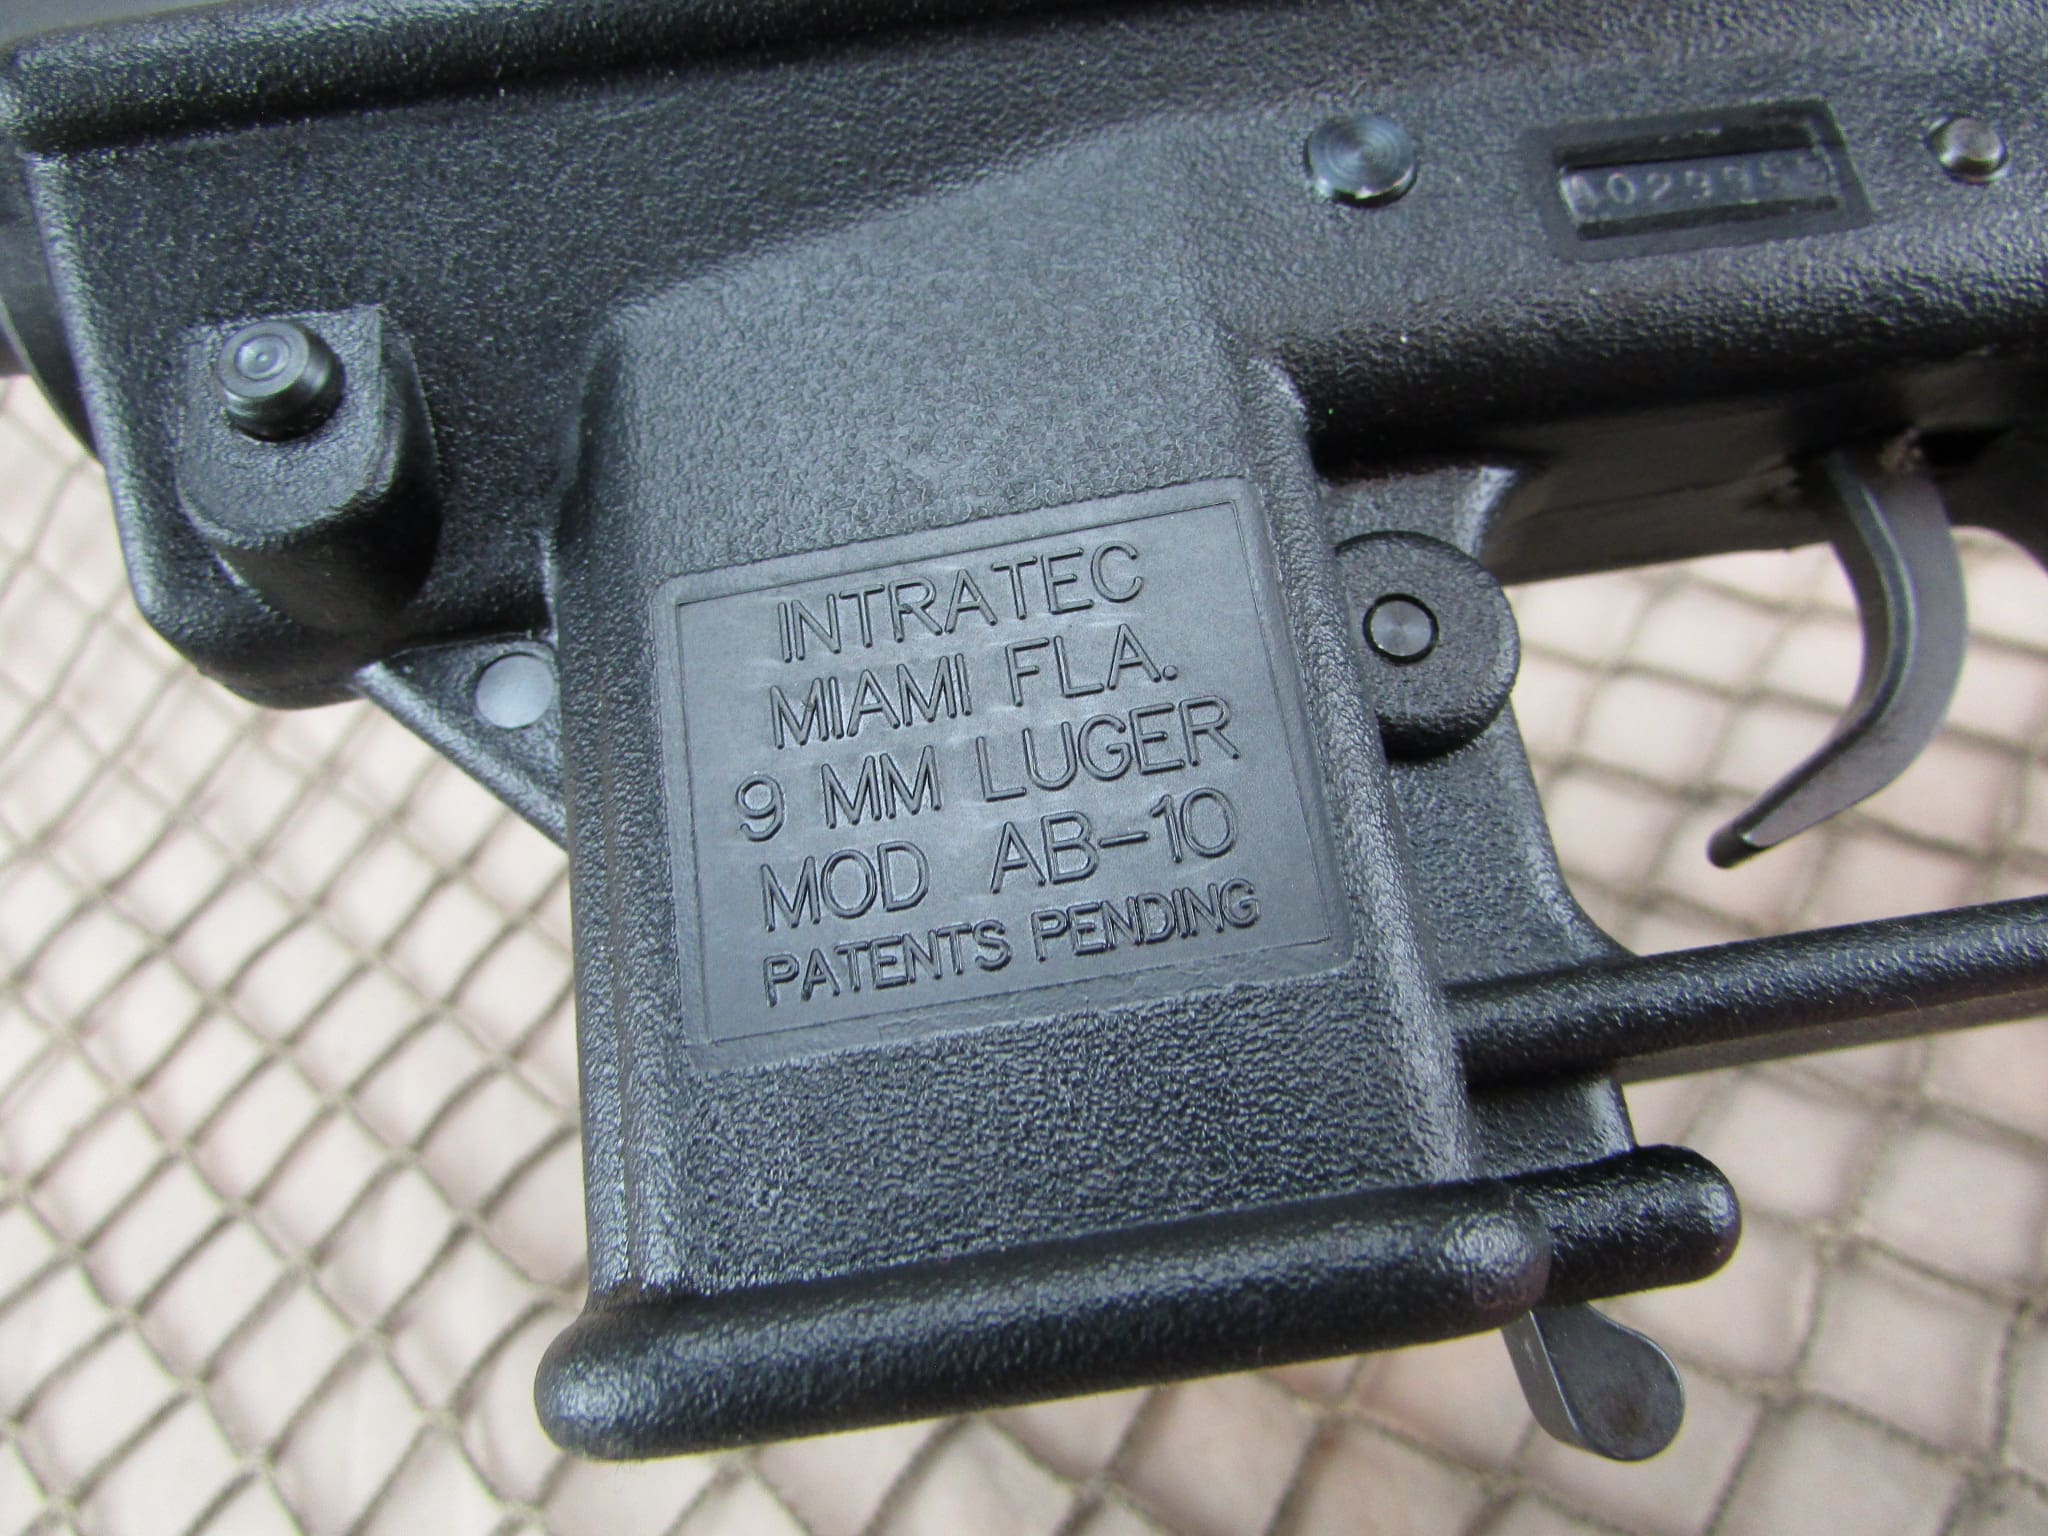 INTRATEC
MIAMI FLA.
9 MM LUGER
MOD AB-10
PATENTS PENDING